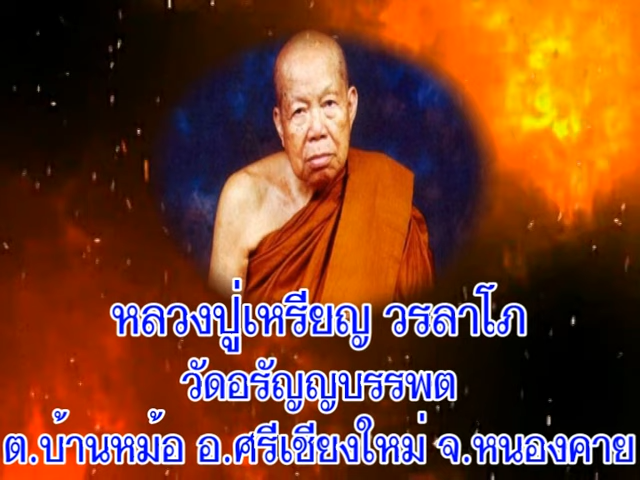 หลวงปู่เหรียญ วรลาโภ
วัดอรัญญบรรพต
ต.บ้านหม้อ อ.ศรีเชียงใหม่ จ.หนองคาย